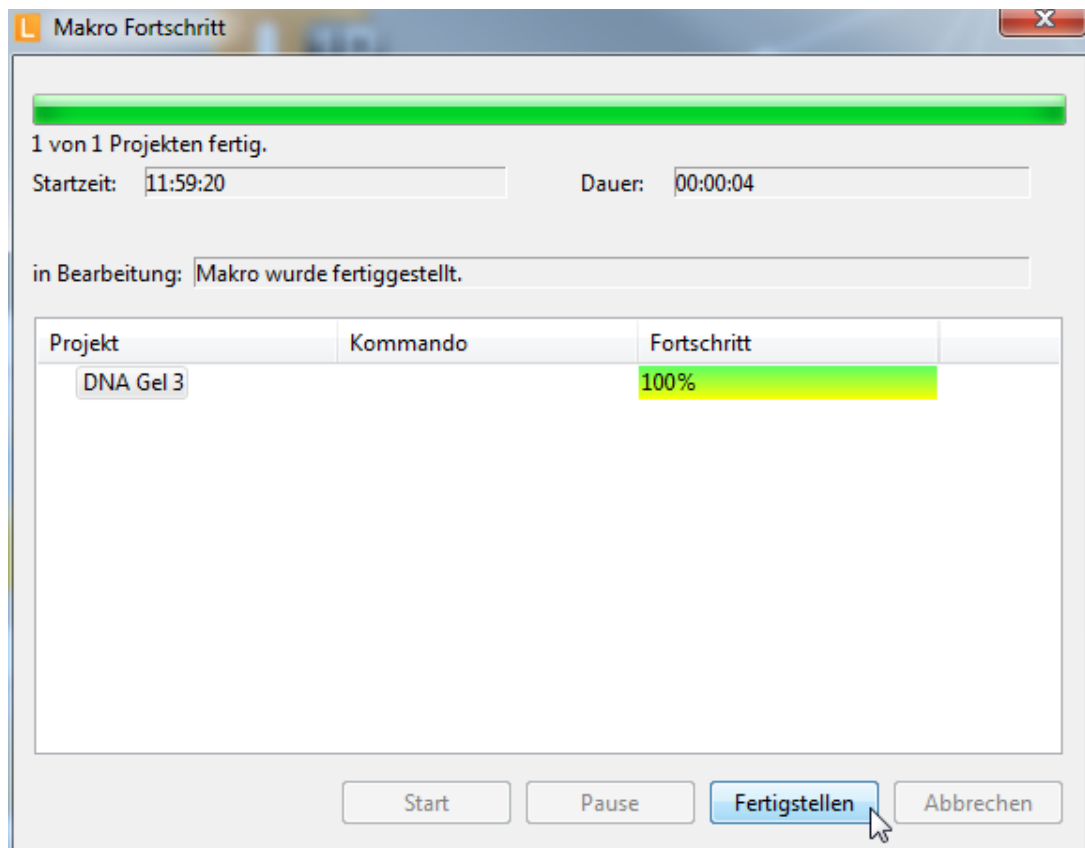 L Makro Fortschritt
1 von 1 Projekten fertig.
Startzeit: 11:59:20 Dauer: 00:00:04
in Bearbeitung: Makro wurde fertiggestellt.
Projekt Kommando Fortschritt
DNA Gel 3 100%
Start Pause Fertigstellen Abbrechen